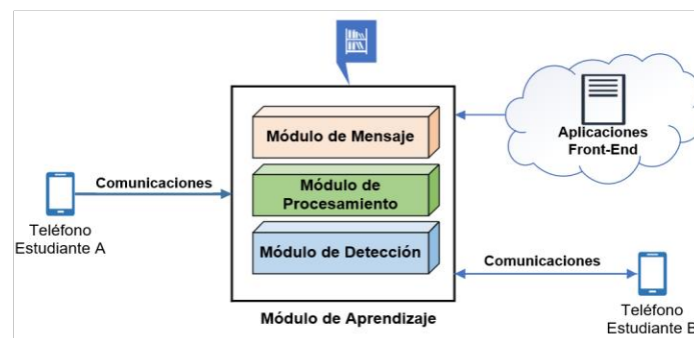 Módulo de Mensaje
Aplicaciones
Front-End
Comunicaciones
Módulo de
Procesamiento
Teléfono
Estudiante A
Módulo de Detección
Comunicaciones
Módulo de Aprendizaje
Teléfono
Estudiante B